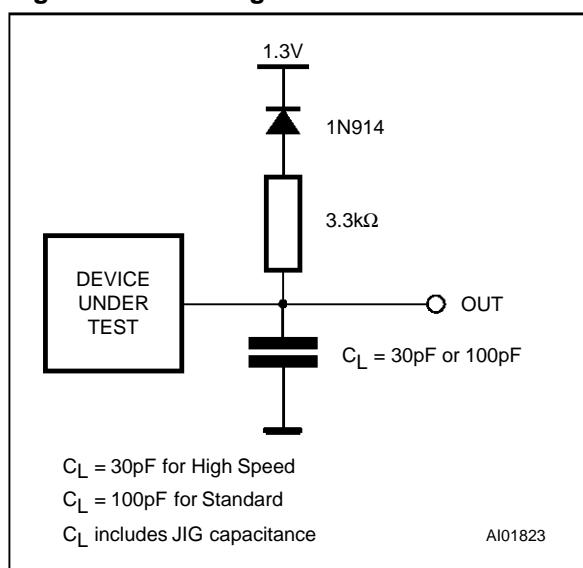 1.3V
1N914
3.3kΩ
DEVICE
UNDER
TEST
OUT
CL = 30pF or 100pF
CL = 30pF for High Speed
CL = 100pF for Standard
CL includes JIG capacitance
AI01823